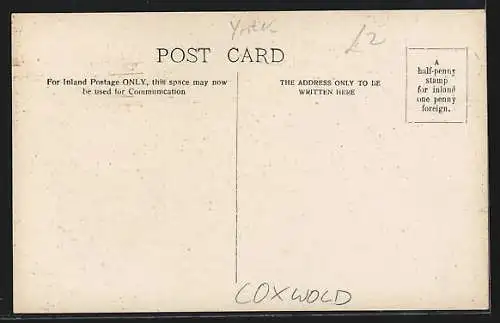 £2
POST CARD
For Inland Postage ONLY, this space may now
be used for Communication
THE ADDRESS ONLY TO BE
WRITTEN HERE
A
half-penny
stamp
for inland
one penny
foreign.
COXWOLD